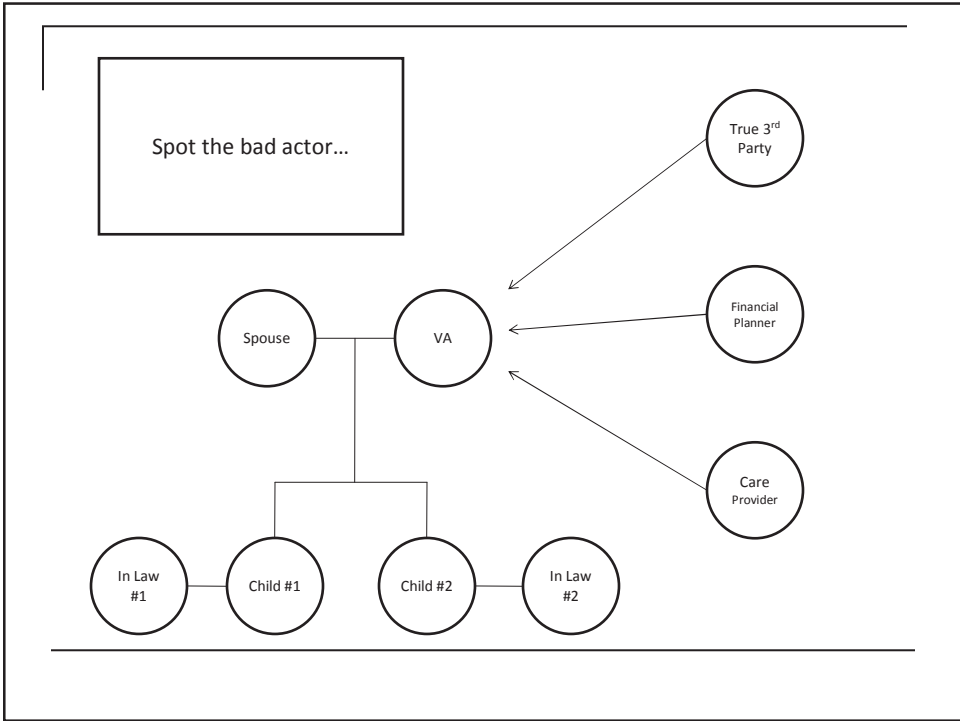 Spot the bad actor…
True 3rd
Party
Financial
Planner
Spouse
VA
Care
Provider
In Law
#1
Child #1
Child #2
In Law
#2